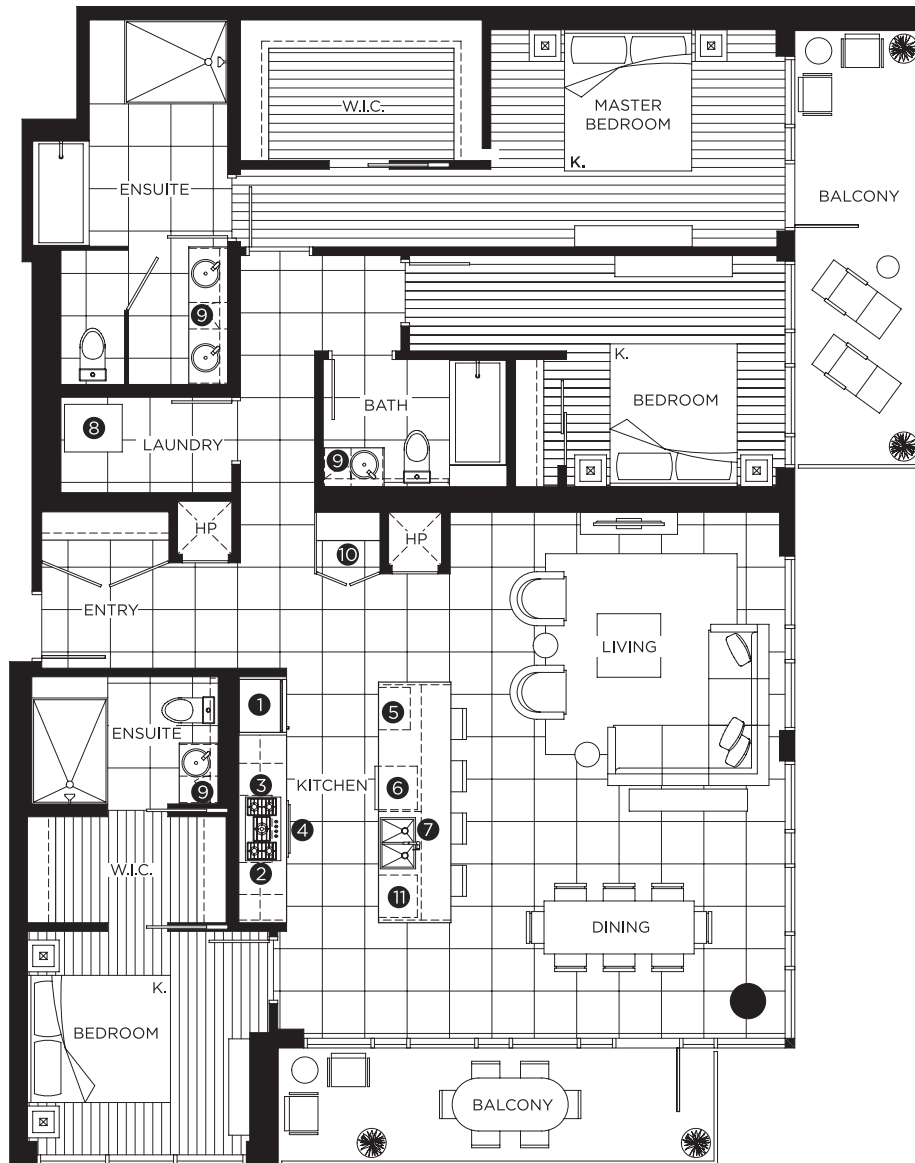 W.I.C.
MASTER
BEDROOM
K.
ENSUITE
BALCONY
9
K.
BATH
BEDROOM
8
LAUNDRY
9
HP
HP
10
ENTRY
LIVING
1
5
ENSUITE
3
KITCHEN
6
9
4
7
W.I.C.
2
11
DINING
K.
BEDROOM
BALCONY